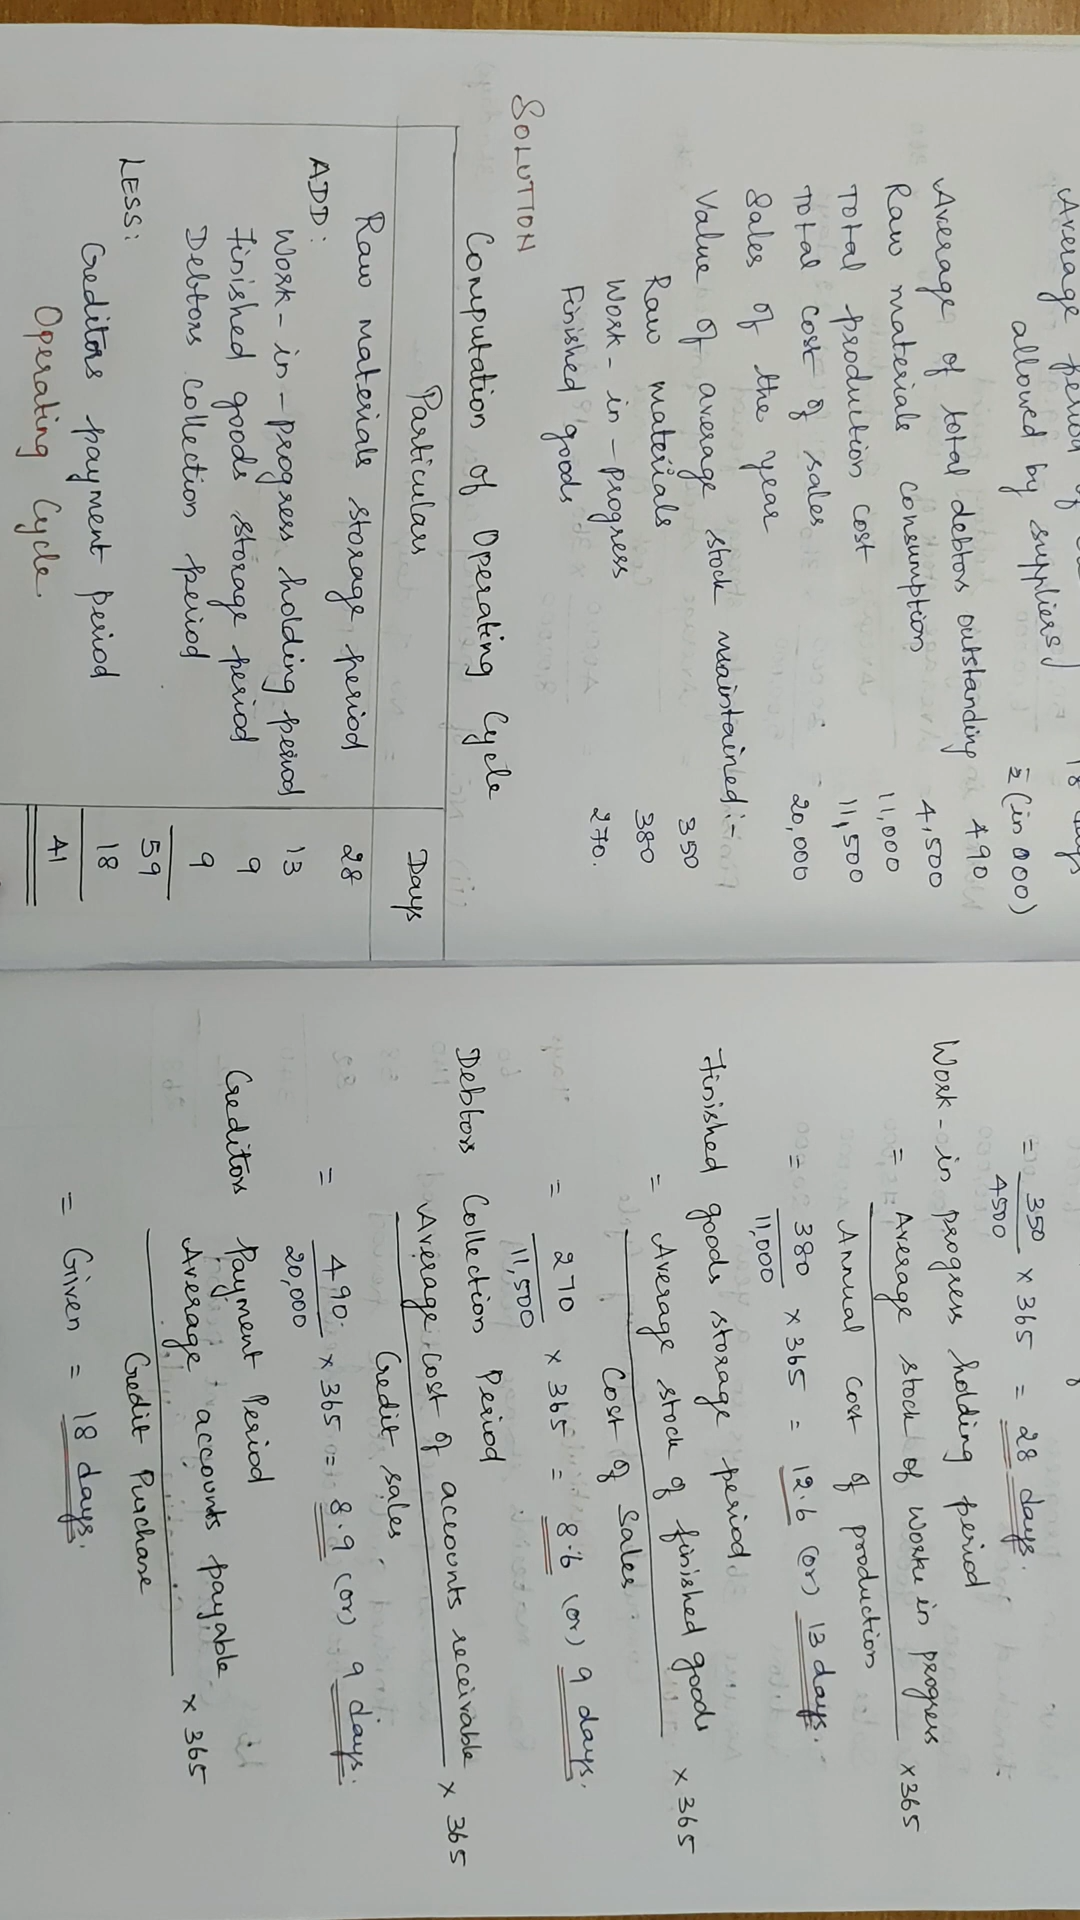 Average period of
allowed by suppliers) 18 days
₹ (in 000)
Average of total debtors outstanding 490
Raw materials consumption 4,500
Total production cost 11,000
Total cost of sales 11,500
Sales of the year 20,000
Value of average stock maintained :-
Raw materials 350
Work-in-Progress 380
Finished goods 270.
SOLUTION
Computation of Operating Cycle
Particulars Days
Raw materials storage period 28
ADD:
Work-in-progress holding period 13
Finished goods storage period 9
Debtors collection period 9
59
LESS:
Creditors payment period 18
Operating Cycle. 41
= 350/4500 × 365 = 28 days.
Work-in progress holding period
= Average stock of work in progress × 365
Annual cost of production
= 380/11,000 × 365 = 12.6 (or) 13 days.
Finished goods storage period
= Average stock of finished goods × 365
Cost of Sales
= 270/11,500 × 365 = 8.6 (or) 9 days.
Debtors Collection Period
= Average cost of accounts receivable × 365
Credit sales.
= 490/20,000 × 365 = 8.9 (or) 9 days.
Creditors Payment Period
Average accounts payable × 365
Credit Purchase
= Given = 18 days.